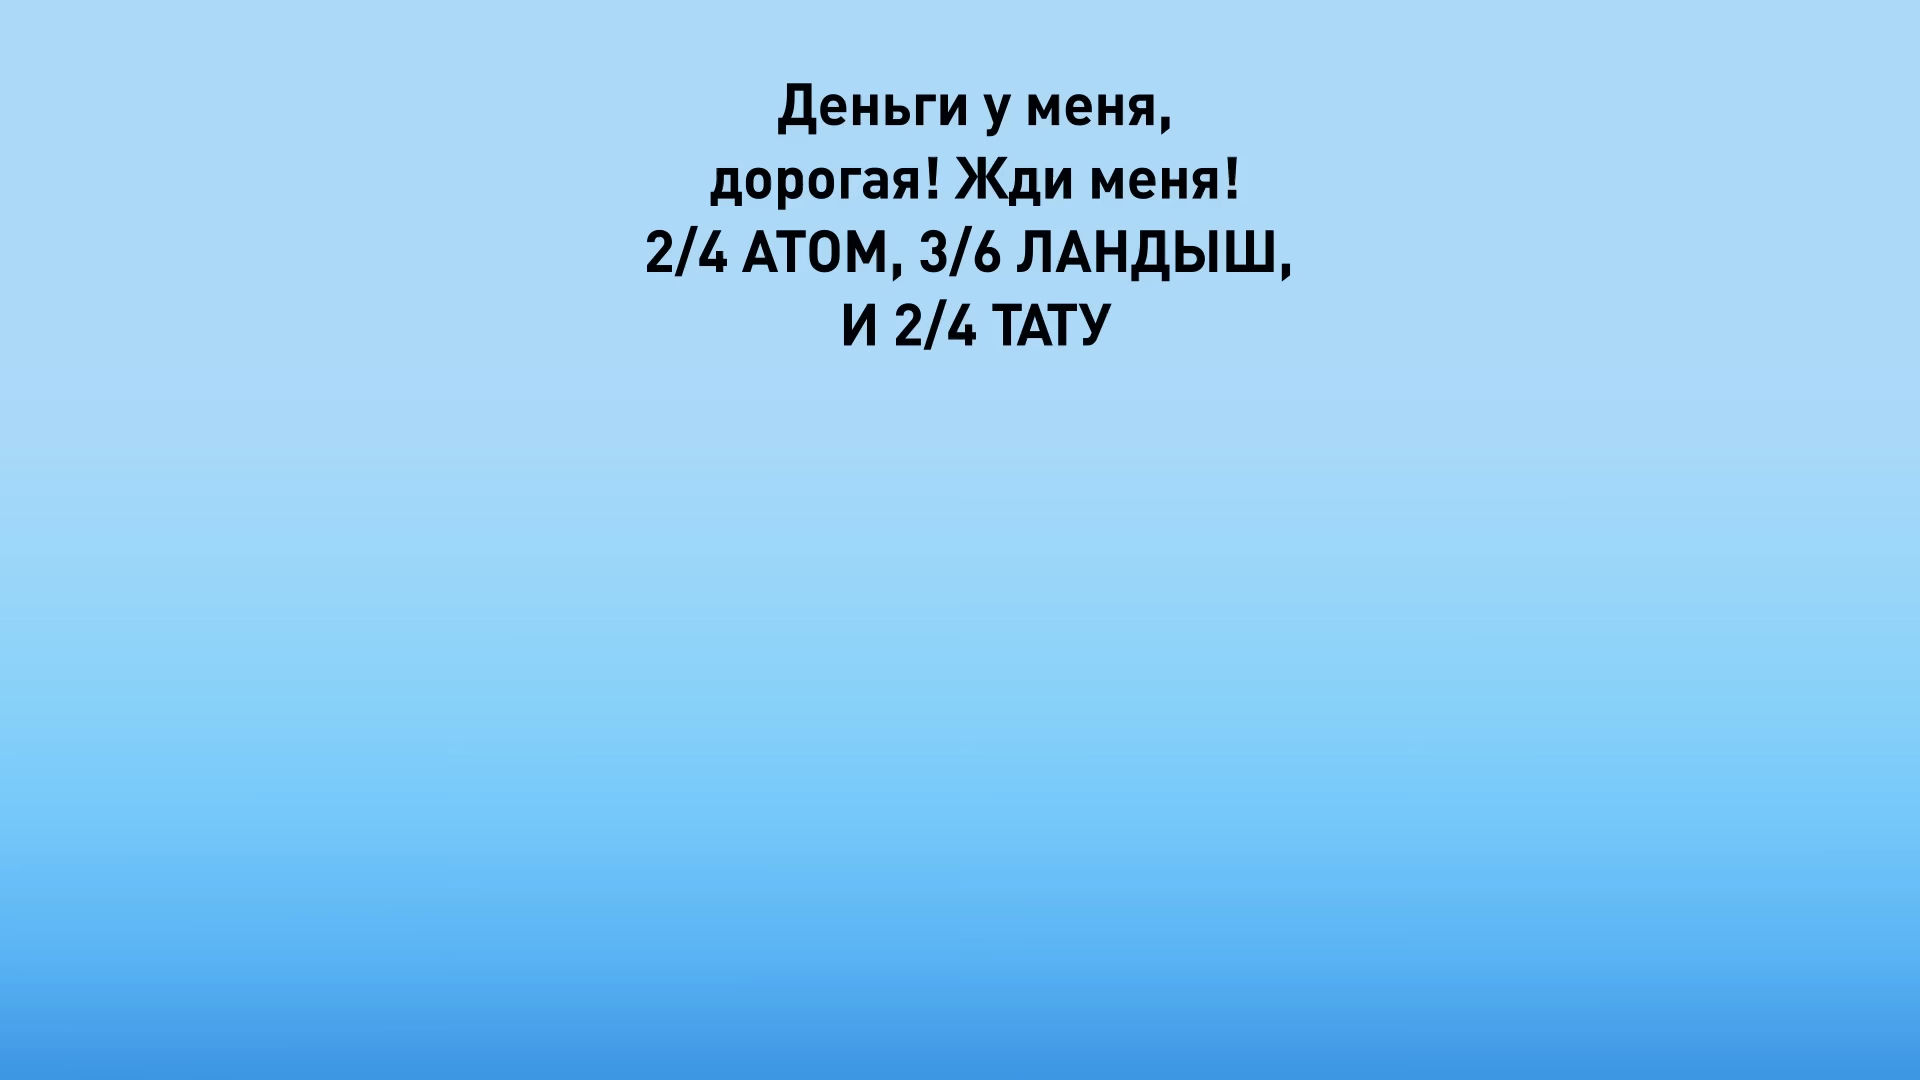 Деньги у меня,
дорогая! Жди меня!
2/4 АТОМ, 3/6 ЛАНДЫШ,
И 2/4 ТАТУ